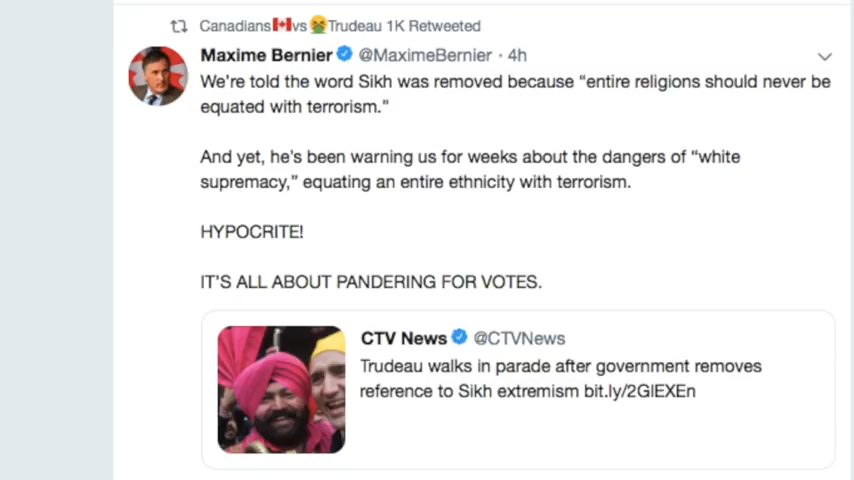 Canadians🇨🇦vs🤮Trudeau 1K Retweeted
Maxime Bernier @MaximeBernier · 4h
We're told the word Sikh was removed because “entire religions should never be
equated with terrorism.”
And yet, he's been warning us for weeks about the dangers of “white
supremacy,” equating an entire ethnicity with terrorism.
HYPOCRITE!
IT'S ALL ABOUT PANDERING FOR VOTES.
CTV News @CTVNews
Trudeau walks in parade after government removes
reference to Sikh extremism bit.ly/2GlEXEn